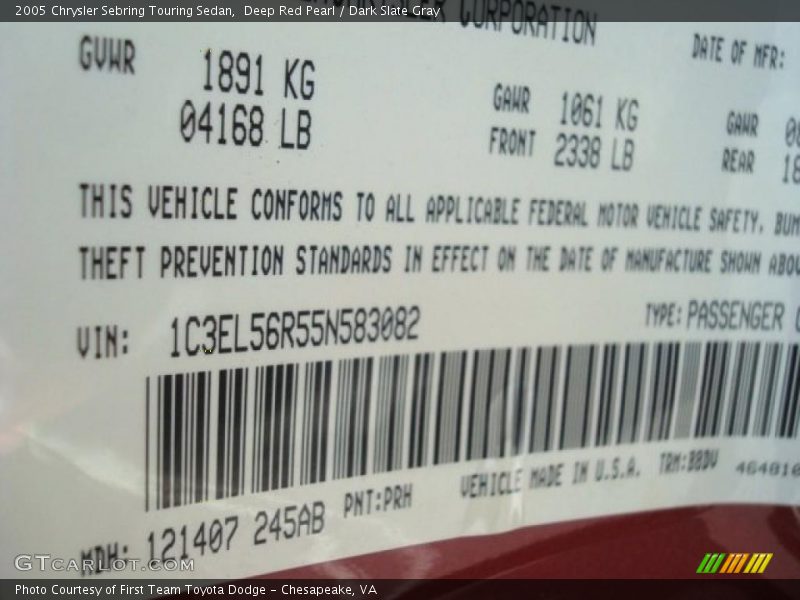 2005 Chrysler Sebring Touring Sedan, Deep Red Pearl / Dark Slate Gray
CORPORATION
DATE OF MFR:
GVWR 1891 KG GAWR 1061 KG GAWR
04168 LB FRONT 2338 LB REAR
THIS VEHICLE CONFORMS TO ALL APPLICABLE FEDERAL MOTOR VEHICLE SAFETY,
THEFT PREVENTION STANDARDS IN EFFECT ON THE DATE OF MANUFACTURE SHOWN
VIN: 1C3EL56R55N583082 TYPE: PASSENGER
VEHICLE MADE IN U.S.A. TRM:B8DV
MDH: 121407 245AB PNT:PRH
GTcarlot.com
Photo Courtesy of First Team Toyota Dodge - Chesapeake, VA